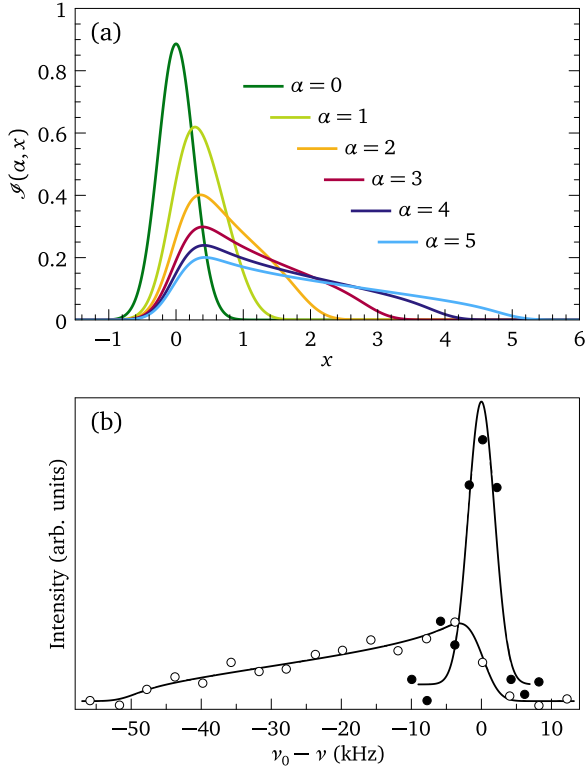 (a)
1
0.8
0.6
0.4
0.2
0
ℐ(α, x)
α = 0
α = 1
α = 2
α = 3
α = 4
α = 5
−1 0 1 2 3 4 5 6
x
(b)
Intensity (arb. units)
−50 −40 −30 −20 −10 0 10
ν₀ − ν (kHz)